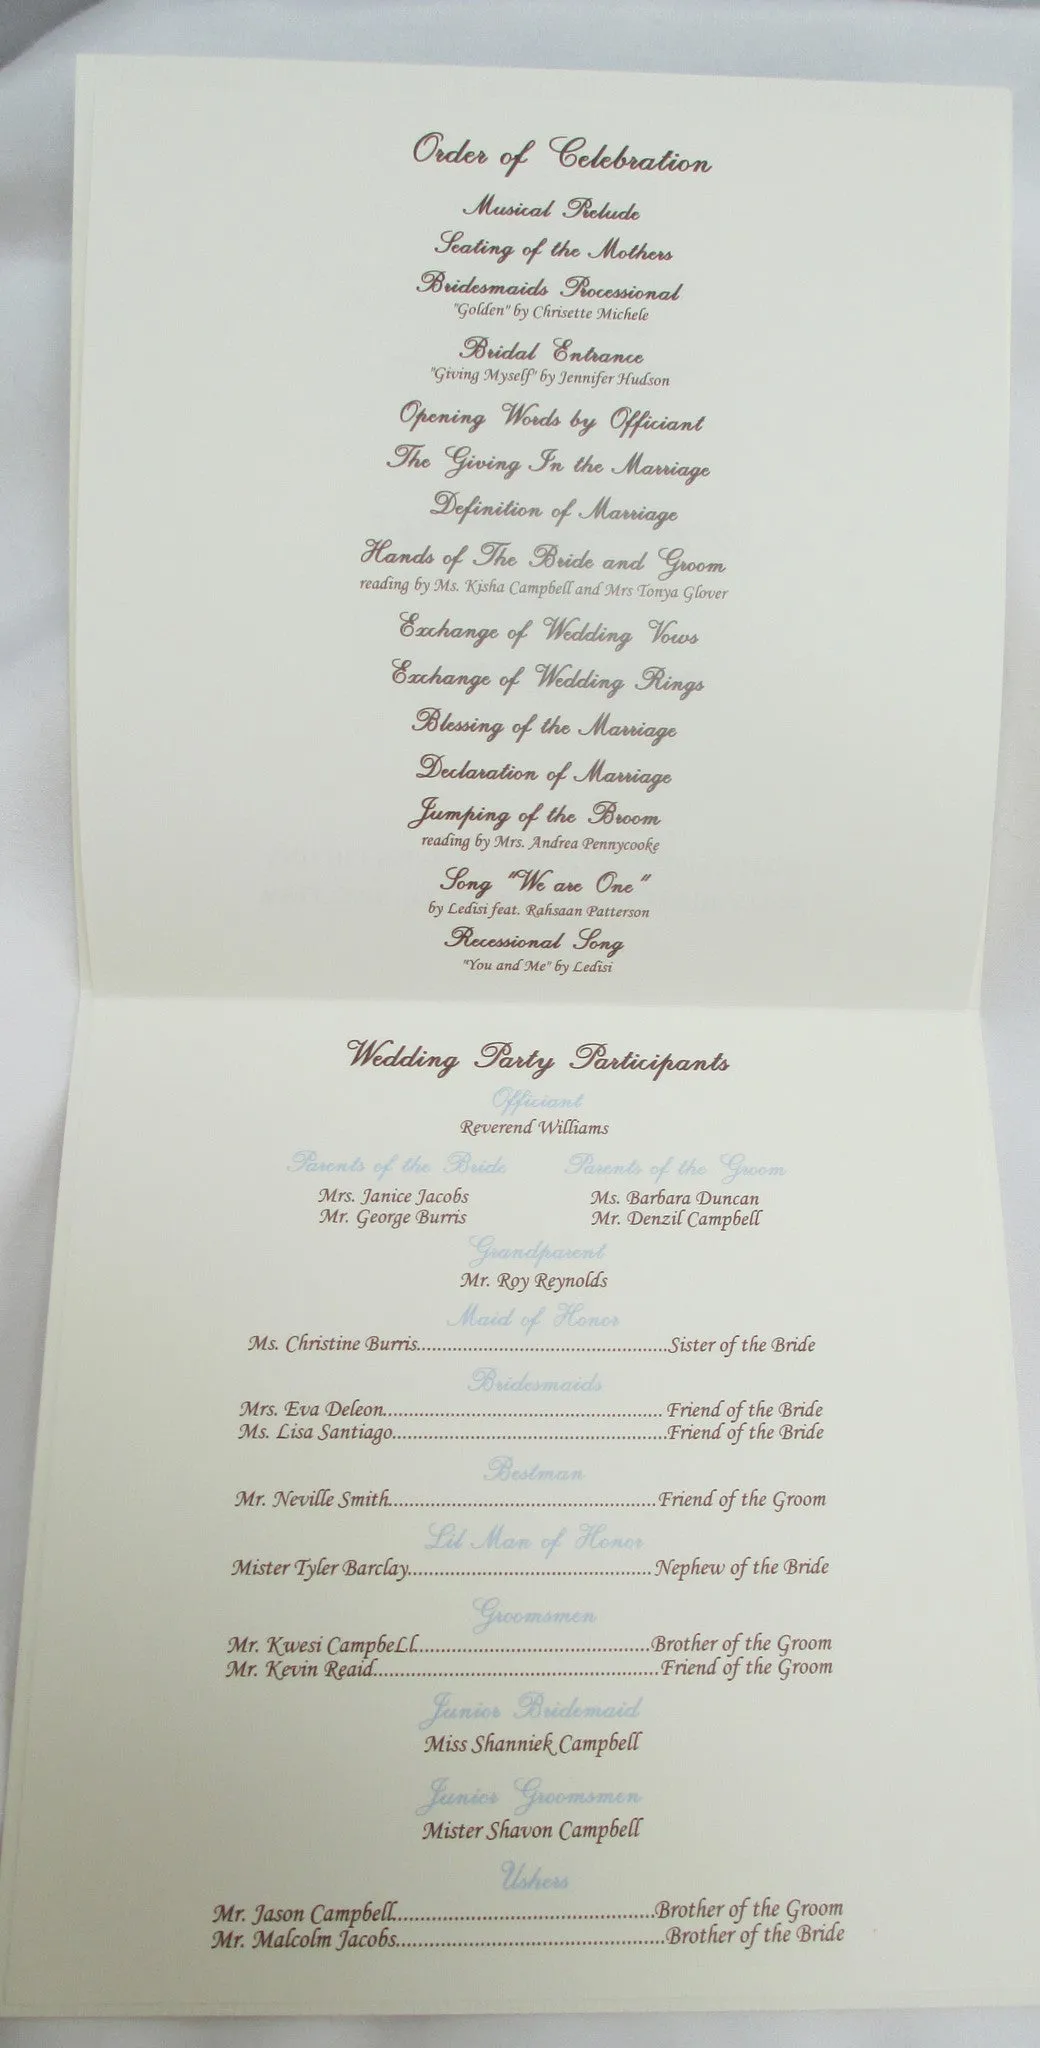 Order of Celebration
Musical Prelude
Seating of the Mothers
Bridesmaids Processional
"Golden" by Chrisette Michele
Bridal Entrance
"Giving Myself" by Jennifer Hudson
Opening Words by Officiant
The Giving In the Marriage
Definition of Marriage
Hands of The Bride and Groom
reading by Ms. Kisha Campbell and Mrs Tonya Glover
Exchange of Wedding Vows
Exchange of Wedding Rings
Blessing of the Marriage
Declaration of Marriage
Jumping of the Broom
reading by Mrs. Andrea Pennycooke
Song "We are One"
by Ledisi feat. Rahsaan Patterson
Recessional Song
"You and Me" by Ledisi
Wedding Party Participants
Officiant
Reverend Williams
Parents of the Bride Parents of the Groom
Mrs. Janice Jacobs Ms. Barbara Duncan
Mr. George Burris Mr. Denzil Campbell
Grandparent
Mr. Roy Reynolds
Maid of Honor
Ms. Christine Burris................................................Sister of the Bride
Bridesmaids
Mrs. Eva Deleon......................................................Friend of the Bride
Ms. Lisa Santiago.....................................................Friend of the Bride
Bestman
Mr. Neville Smith....................................................Friend of the Groom
Lil Man of Honor
Mister Tyler Barclay...............................................Nephew of the Bride
Groomsmen
Mr. Kwesi CampbeLl.............................................Brother of the Groom
Mr. Kevin Reaid.......................................................Friend of the Groom
Junior Bridemaid
Miss Shanniek Campbell
Junior Groomsmen
Mister Shavon Campbell
Ushers
Mr. Jason Campbell..................................................Brother of the Groom
Mr. Malcolm Jacobs....................................................Brother of the Bride